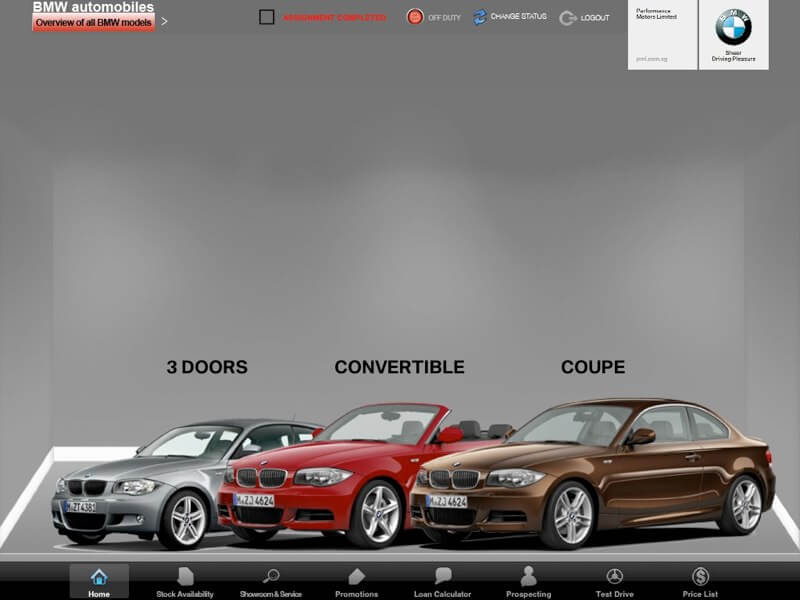 BMW automobiles
Overview of all BMW models >
ASSIGNMENT COMPLETED
OFF DUTY
CHANGE STATUS
LOGOUT
Performance
Motors Limited
pml.com.sg
BMW
Sheer
Driving Pleasure
3 DOORS
CONVERTIBLE
COUPE
M·ZT4381
M·ZJ 4624
M·ZJ 4624
Home
Stock Availability
Showroom & Service
Promotions
Loan Calculator
Prospecting
Test Drive
Price List